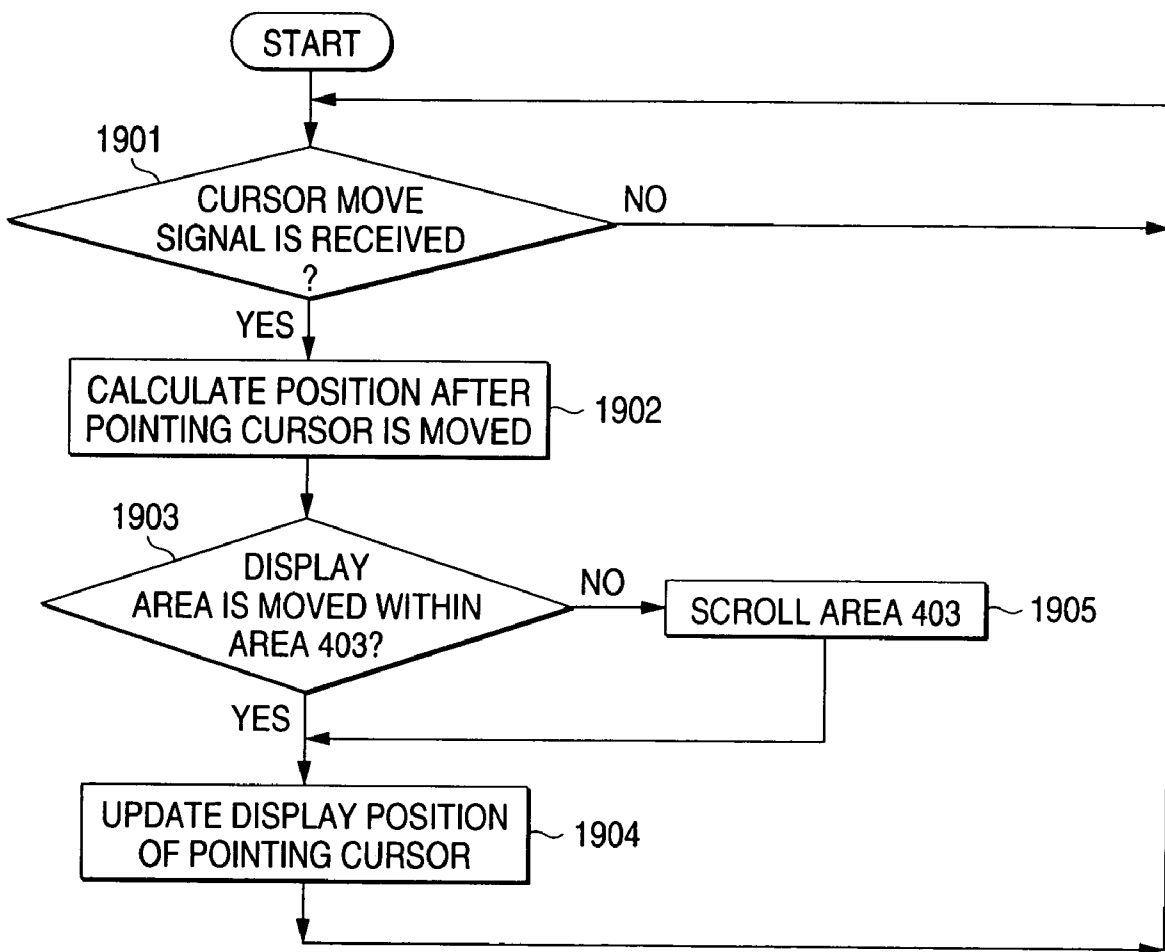 START
1901
CURSOR MOVE
SIGNAL IS RECEIVED
?
NO
YES
CALCULATE POSITION AFTER
POINTING CURSOR IS MOVED
1902
1903
DISPLAY
AREA IS MOVED WITHIN
AREA 403?
NO
SCROLL AREA 403
1905
YES
UPDATE DISPLAY POSITION
OF POINTING CURSOR
1904